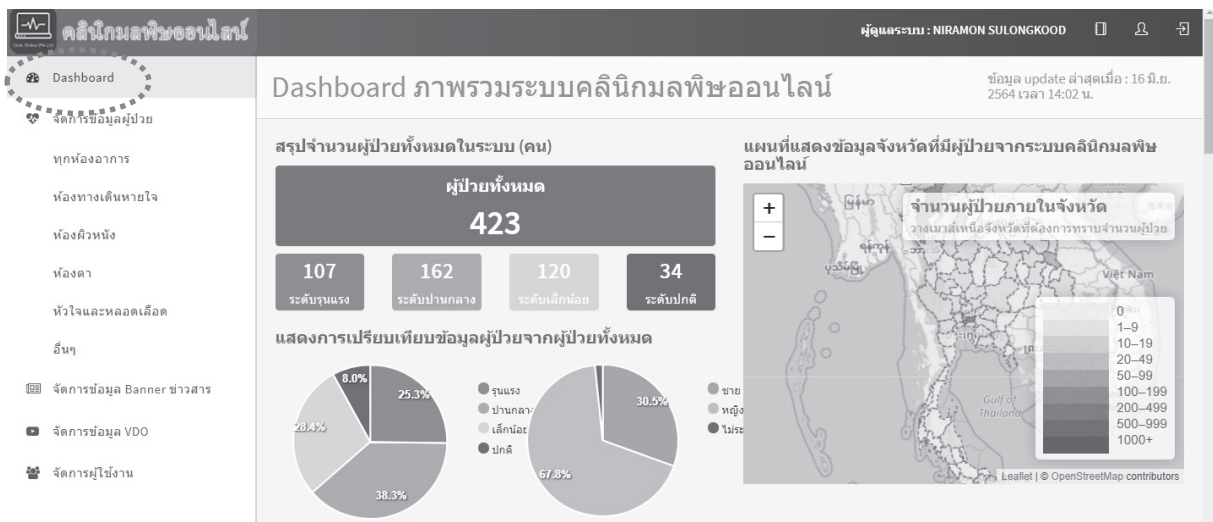 คลินิกมลพิษออนไลน์
ผู้ดูแลระบบ : NIRAMON SULONGKOOD
Dashboard
จัดการข้อมูลผู้ป่วย
ทุกห้องอาการ
ห้องทางเดินหายใจ
ห้องผิวหนัง
ห้องตา
หัวใจและหลอดเลือด
อื่นๆ
จัดการข้อมูล Banner ข่าวสาร
จัดการข้อมูล VDO
จัดการผู้ใช้งาน
Dashboard ภาพรวมระบบคลินิกมลพิษออนไลน์
ข้อมูล update ล่าสุดเมื่อ : 16 มิ.ย.
2564 เวลา 14:02 น.
สรุปจำนวนผู้ป่วยทั้งหมดในระบบ (คน)
ผู้ป่วยทั้งหมด
423
107
ระดับรุนแรง
162
ระดับปานกลาง
120
ระดับเล็กน้อย
34
ระดับปกติ
แสดงการเปรียบเทียบข้อมูลผู้ป่วยจากผู้ป่วยทั้งหมด
8.0%
25.3%
28.4%
38.3%
รุนแรง
ปานกลา
เล็กน้อย
ปกติ
30.5%
67.8%
ชาย
หญิง
ไม่ระ
แผนที่แสดงข้อมูลจังหวัดที่มีผู้ป่วยจากระบบคลินิกมลพิษ
ออนไลน์
+
−
จำนวนผู้ป่วยภายในจังหวัด
วางเมาส์เหนือจังหวัดที่ต้องการทราบจำนวนผู้ป่วย
Việt Nam
Gulf of
Thailand
0
1–9
10–19
20–49
50–99
100–199
200–499
500–999
1000+
Leaflet | © OpenStreetMap contributors